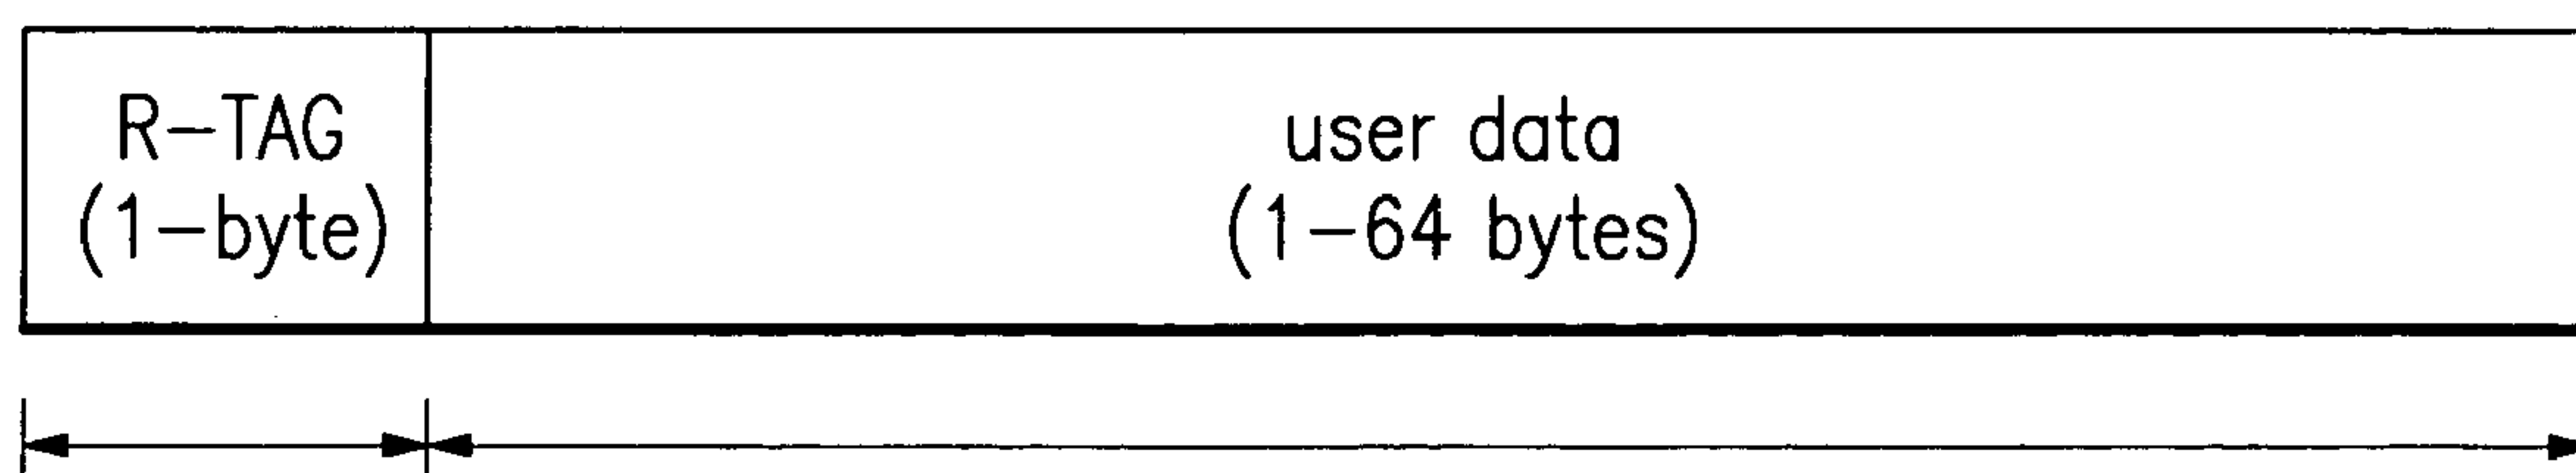 R-TAG
(1-byte)
user data
(1-64 bytes)